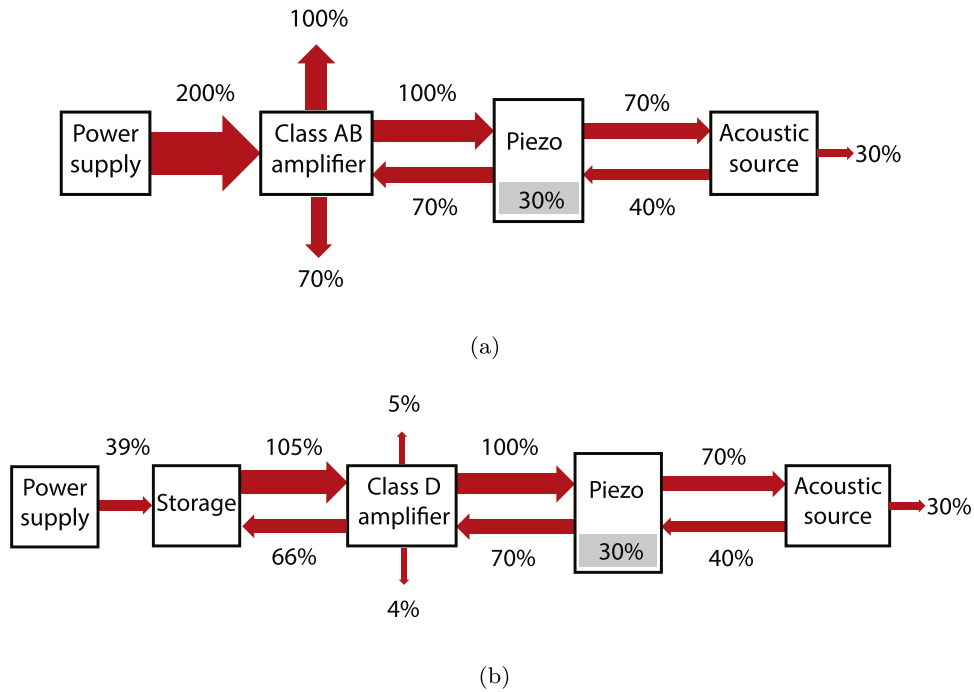 100%
200%
100%
70%
Power
supply
Class AB
amplifier
Piezo
Acoustic
source
30%
30%
70%
40%
70%
(a)
5%
39%
105%
100%
70%
Power
supply
Storage
Class D
amplifier
Piezo
Acoustic
source
30%
30%
66%
70%
40%
4%
(b)